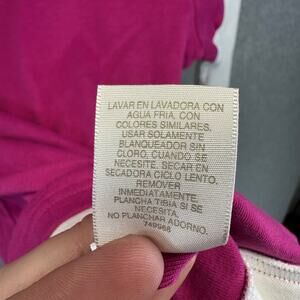 LAVAR EN LAVADORA CON
AGUA FRIA, CON
COLORES SIMILARES.
USAR SOLAMENTE
BLANQUEADOR SIN
CLORO, CUANDO SE
NECESITE, SECAR EN
SECADORA CICLO LENTO,
REMOVER
INMEDIATAMENTE.
PLANCHA TIBIA SI SE
NECESITA,
NO PLANCHAR ADORNO.
749966